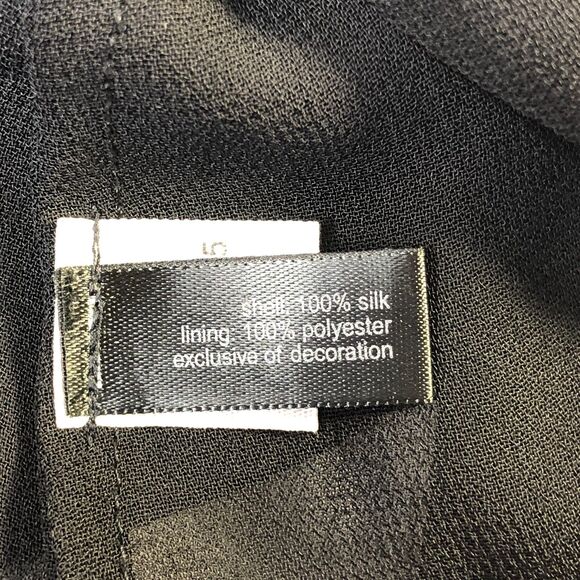 shell: 100% silk
lining: 100% polyester
exclusive of decoration